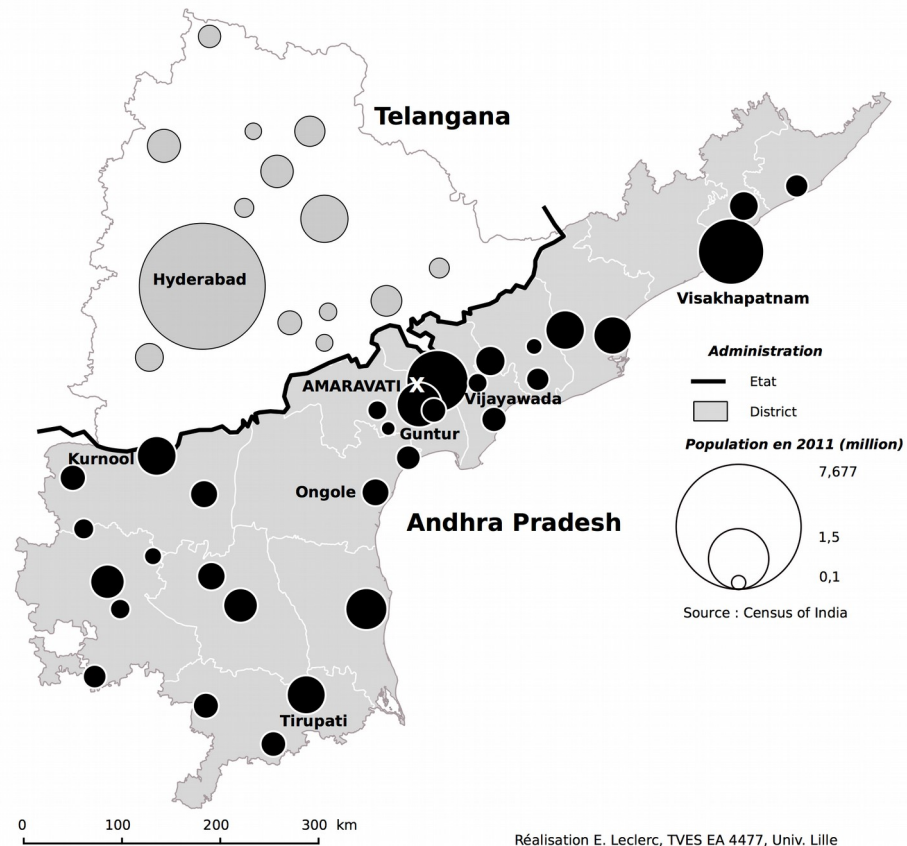 Telangana
Hyderabad
Visakhapatnam
AMARAVATI
X
Vijayawada
Guntur
Kurnool
Ongole
Andhra Pradesh
Tirupati
Administration
Etat
District
Population en 2011 (million)
7,677
1,5
0,1
Source : Census of India
0 100 200 300 km
Réalisation E. Leclerc, TVES EA 4477, Univ. Lille